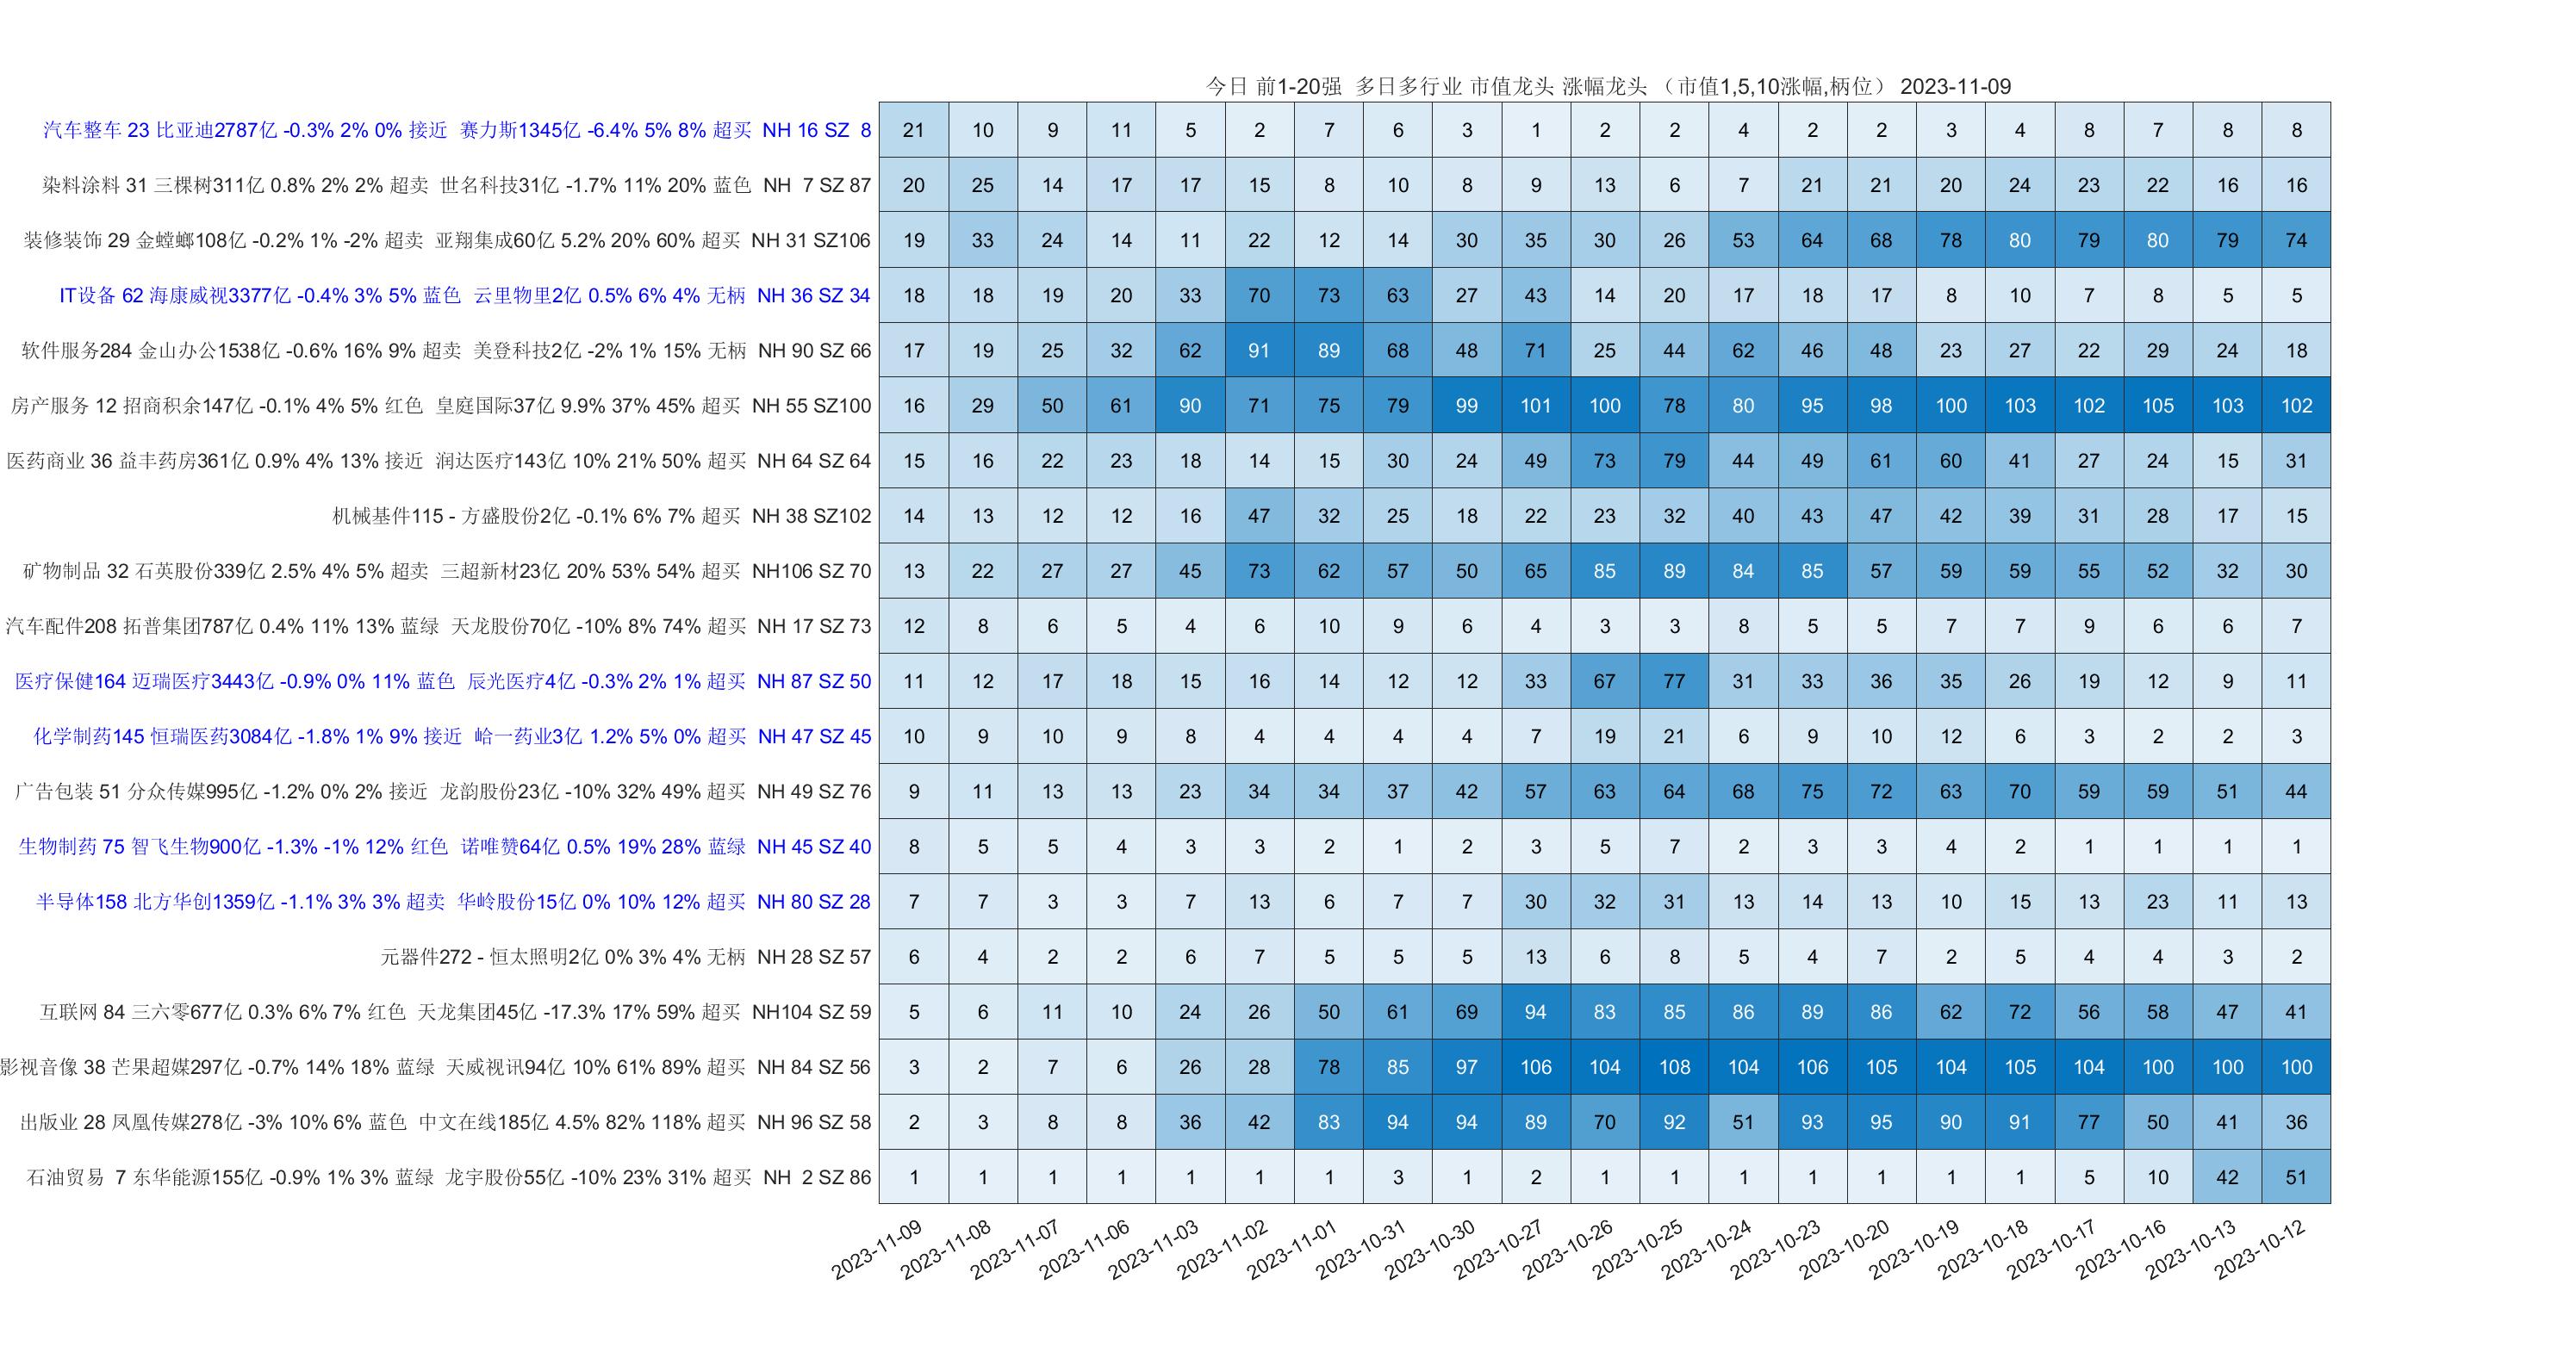 今日 前1-20强 多日多行业 市值龙头 涨幅龙头 （市值1,5,10涨幅,柄位） 2023-11-09
汽车整车 23 比亚迪2787亿 -0.3% 2% 0% 接近 赛力斯1345亿 -6.4% 5% 8% 超买 NH 16 SZ 8 21 10 9 11 5 2 7 6 3 1 2 2 4 2 2 3 4 8 7 8 8
染料涂料 31 三棵树311亿 0.8% 2% 2% 超卖 世名科技31亿 -1.7% 11% 20% 蓝色 NH 7 SZ 87 20 25 14 17 17 15 8 10 8 9 13 6 7 21 21 20 24 23 22 16 16
装修装饰 29 金螳螂108亿 -0.2% 1% -2% 超卖 亚翔集成60亿 5.2% 20% 60% 超买 NH 31 SZ106 19 33 24 14 11 22 12 14 30 35 30 26 53 64 68 78 80 79 80 79 74
IT设备 62 海康威视3377亿 -0.4% 3% 5% 蓝色 云里物里2亿 0.5% 6% 4% 无柄 NH 36 SZ 34 18 18 19 20 33 70 73 63 27 43 14 20 17 18 17 8 10 7 8 5 5
软件服务284 金山办公1538亿 -0.6% 16% 9% 超卖 美登科技2亿 -2% 1% 15% 无柄 NH 90 SZ 66 17 19 25 32 62 91 89 68 48 71 25 44 62 46 48 23 27 22 29 24 18
房产服务 12 招商积余147亿 -0.1% 4% 5% 红色 皇庭国际37亿 9.9% 37% 45% 超买 NH 55 SZ100 16 29 50 61 90 71 75 79 99 101 100 78 80 95 98 100 103 102 105 103 102
医药商业 36 益丰药房361亿 0.9% 4% 13% 接近 润达医疗143亿 10% 21% 50% 超买 NH 64 SZ 64 15 16 22 23 18 14 15 30 24 49 73 79 44 49 61 60 41 27 24 15 31
机械基件115 - 方盛股份2亿 -0.1% 6% 7% 超买 NH 38 SZ102 14 13 12 12 16 47 32 25 18 22 23 32 40 43 47 42 39 31 28 17 15
矿物制品 32 石英股份339亿 2.5% 4% 5% 超卖 三超新材23亿 20% 53% 54% 超买 NH106 SZ 70 13 22 27 27 45 73 62 57 50 65 85 89 84 85 57 59 59 55 52 32 30
汽车配件208 拓普集团787亿 0.4% 11% 13% 蓝绿 天龙股份70亿 -10% 8% 74% 超买 NH 17 SZ 73 12 8 6 5 4 6 10 9 6 4 3 3 8 5 5 7 7 9 6 6 7
医疗保健164 迈瑞医疗3443亿 -0.9% 0% 11% 蓝色 辰光医疗4亿 -0.3% 2% 1% 超买 NH 87 SZ 50 11 12 17 18 15 16 14 12 12 33 67 77 31 33 36 35 26 19 12 9 11
化学制药145 恒瑞医药3084亿 -1.8% 1% 9% 接近 峆一药业3亿 1.2% 5% 0% 超买 NH 47 SZ 45 10 9 10 9 8 4 4 4 4 7 19 21 6 9 10 12 6 3 2 2 3
广告包装 51 分众传媒995亿 -1.2% 0% 2% 接近 龙韵股份23亿 -10% 32% 49% 超买 NH 49 SZ 76 9 11 13 13 23 34 34 37 42 57 63 64 68 75 72 63 70 59 59 51 44
生物制药 75 智飞生物900亿 -1.3% -1% 12% 红色 诺唯赞64亿 0.5% 19% 28% 蓝绿 NH 45 SZ 40 8 5 5 4 3 3 2 1 2 3 5 7 2 3 3 4 2 1 1 1 1
半导体158 北方华创1359亿 -1.1% 3% 3% 超卖 华岭股份15亿 0% 10% 12% 超买 NH 80 SZ 28 7 7 3 3 7 13 6 7 7 30 32 31 13 14 13 10 15 13 23 11 13
元器件272 - 恒太照明2亿 0% 3% 4% 无柄 NH 28 SZ 57 6 4 2 2 6 7 5 5 5 13 6 8 5 4 7 2 5 4 4 3 2
互联网 84 三六零677亿 0.3% 6% 7% 红色 天龙集团45亿 -17.3% 17% 59% 超买 NH104 SZ 59 5 6 11 10 24 26 50 61 69 94 83 85 86 89 86 62 72 56 58 47 41
影视音像 38 芒果超媒297亿 -0.7% 14% 18% 蓝绿 天威视讯94亿 10% 61% 89% 超买 NH 84 SZ 56 3 2 7 6 26 28 78 85 97 106 104 108 104 106 105 104 105 104 100 100 100
出版业 28 凤凰传媒278亿 -3% 10% 6% 蓝色 中文在线185亿 4.5% 82% 118% 超买 NH 96 SZ 58 2 3 8 8 36 42 83 94 94 89 70 92 51 93 95 90 91 77 50 41 36
石油贸易 7 东华能源155亿 -0.9% 1% 3% 蓝绿 龙宇股份55亿 -10% 23% 31% 超买 NH 2 SZ 86 1 1 1 1 1 1 1 3 1 2 1 1 1 1 1 1 1 5 10 42 51
2023-11-09 2023-11-08 2023-11-07 2023-11-06 2023-11-03 2023-11-02 2023-11-01 2023-10-31 2023-10-30 2023-10-27 2023-10-26 2023-10-25 2023-10-24 2023-10-23 2023-10-20 2023-10-19 2023-10-18 2023-10-17 2023-10-16 2023-10-13 2023-10-12